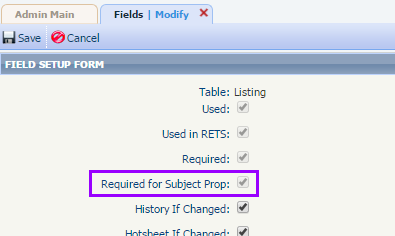 Admin Main
Fields | Modify
Save Cancel
FIELD SETUP FORM
Table: Listing
Used:
Used in RETS:
Required:
Required for Subject Prop:
History If Changed:
Hotsheet If Changed: